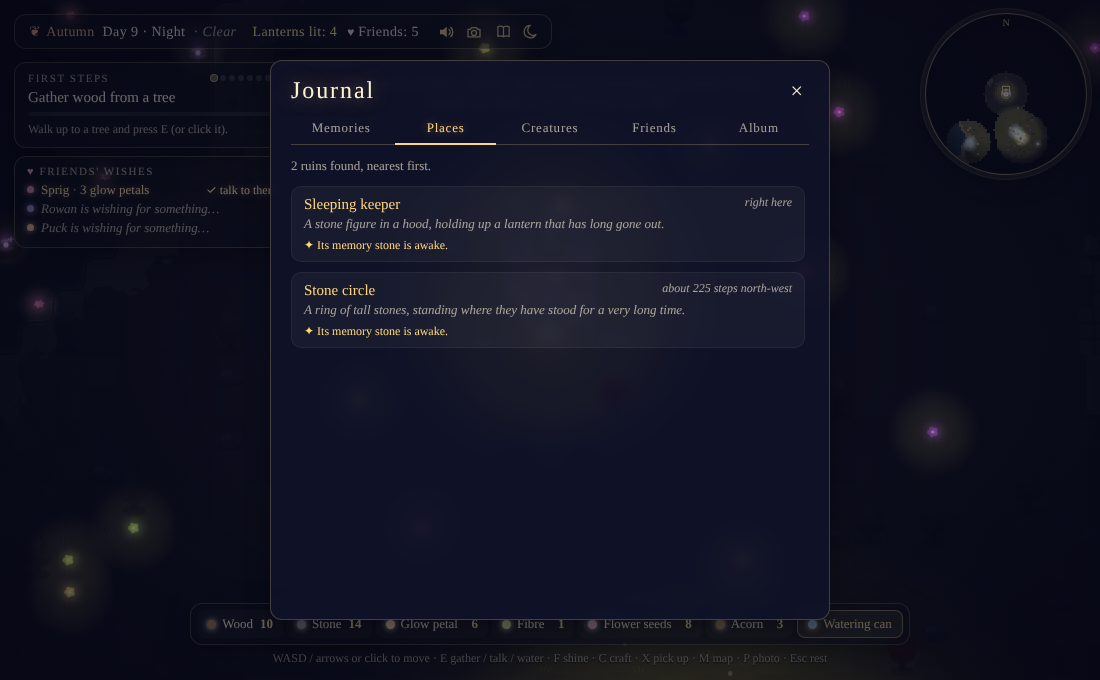 Autumn Day 9 · Night · Clear Lanterns lit: 4 ♥ Friends: 5
N
FIRST STEPS
Gather wood from a tree
Walk up to a tree and press E (or click it).
♥ FRIENDS' WISHES
Sprig · 3 glow petals ✓ talk to
Rowan is wishing for something…
Puck is wishing for something…
Journal ×
Memories Places Creatures Friends Album
2 ruins found, nearest first.
Sleeping keeper right here
A stone figure in a hood, holding up a lantern that has long gone out.
✦ Its memory stone is awake.
Stone circle about 225 steps north-west
A ring of tall stones, standing where they have stood for a very long time.
✦ Its memory stone is awake.
Wood 10 Stone 14 Glow petal 6 Fibre 1 Flower seeds 8 Acorn 3 Watering can
WASD / arrows or click to move · E gather / talk / water · F shine · C craft · X pick up · M map · P photo · Esc rest